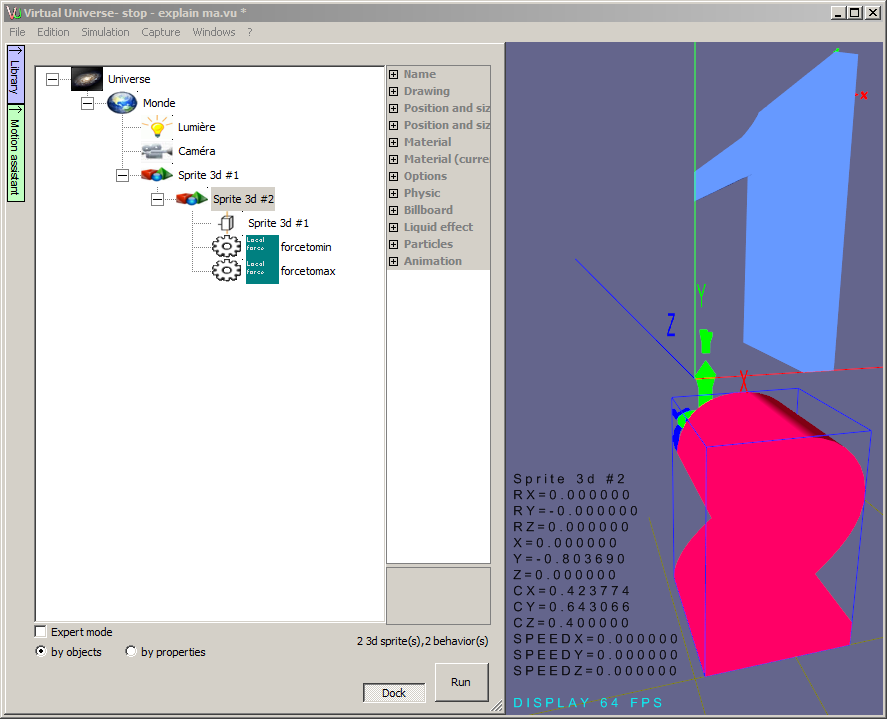 Virtual Universe- stop - explain ma.vu *
File Edition Simulation Capture Windows ?
Library
Motion assistant
Universe
Monde
Lumière
Caméra
Sprite 3d #1
Sprite 3d #2
Sprite 3d #1
Local force forcetomin
Local force forcetomax
Name
Drawing
Position and siz
Position and siz
Material
Material (curre
Options
Physic
Billboard
Liquid effect
Particles
Animation
Expert mode
by objects by properties
2 3d sprite(s),2 behavior(s)
Dock
Run
x
Y
Z
X
Sprite 3d #2
RX=0.000000
RY=-0.000000
RZ=0.000000
X=0.000000
Y=-0.803690
Z=0.000000
CX=0.423774
CY=0.643066
CZ=0.400000
SPEEDX=0.000000
SPEEDY=0.000000
SPEEDZ=0.000000
DISPLAY 64 FPS
1
2